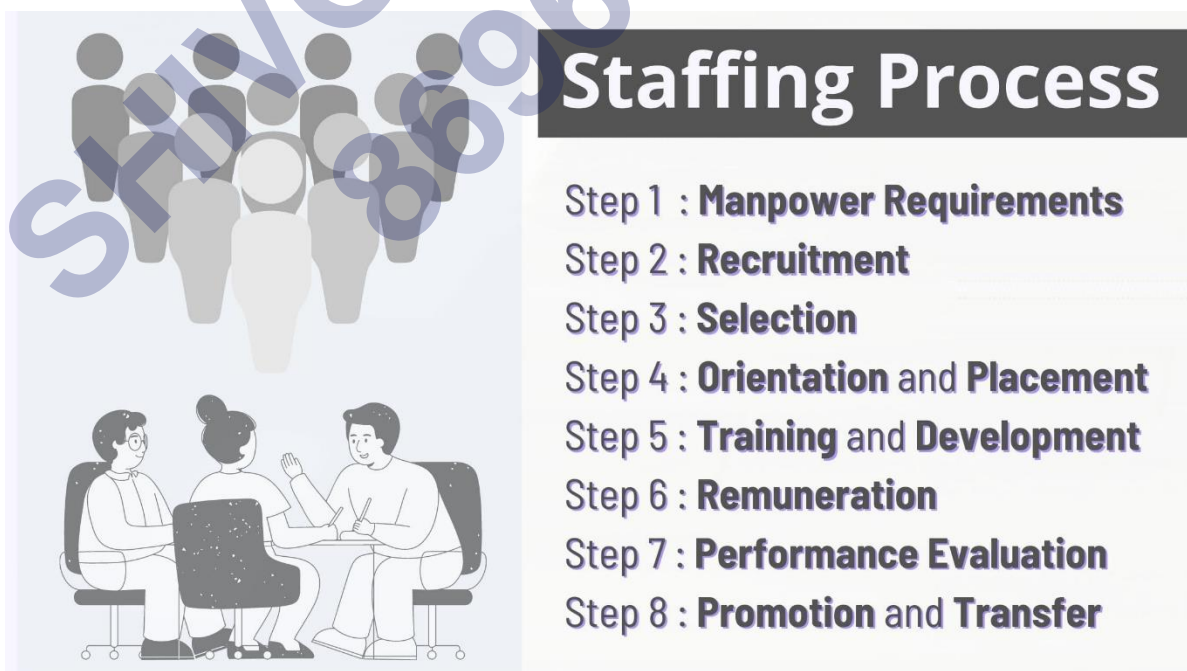 Staffing Process
Step 1 : Manpower Requirements
Step 2 : Recruitment
Step 3 : Selection
Step 4 : Orientation and Placement
Step 5 : Training and Development
Step 6 : Remuneration
Step 7 : Performance Evaluation
Step 8 : Promotion and Transfer